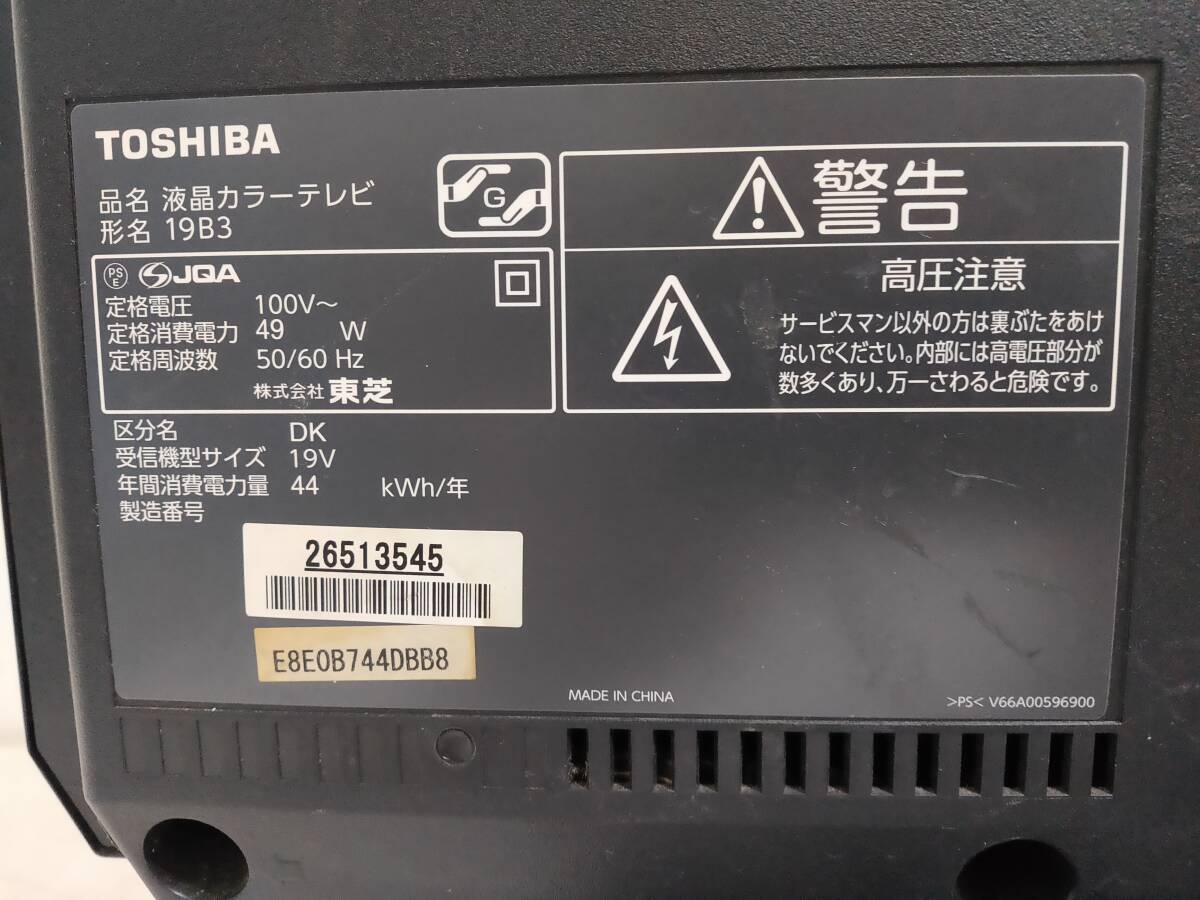 TOSHIBA
品名 液晶カラーテレビ
形名 19B3
G
PS
E
JQA
定格電圧 100V～
定格消費電力 49 W
定格周波数 50/60 Hz
株式会社 東芝
警告
高圧注意
サービスマン以外の方は裏ぶたをあけ
ないでください。内部には高電圧部分が
数多くあり、万一さわると危険です。
区分名 DK
受信機型サイズ 19V
年間消費電力量 44 kWh/年
製造番号
26513545
E8E0B744DBB8
MADE IN CHINA
>PS< V66A00596900